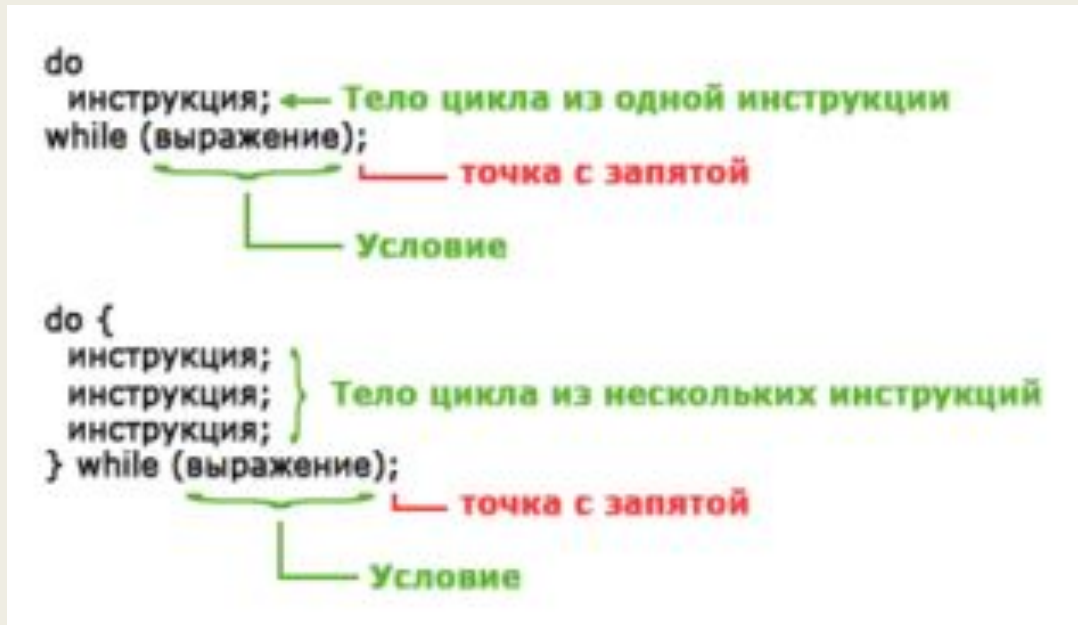 do
инструкция; Тело цикла из одной инструкции
while (выражение);
точка с запятой
Условие
do {
инструкция;
инструкция; Тело цикла из нескольких инструкций
инструкция;
} while (выражение);
точка с запятой
Условие